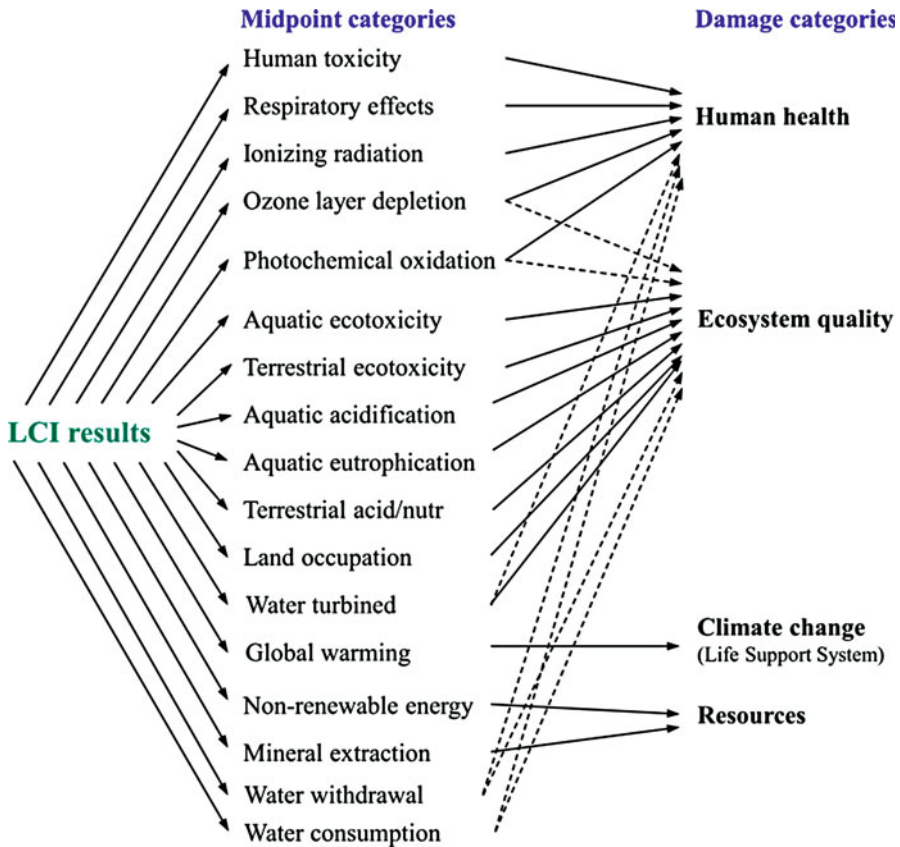 Midpoint categories
Damage categories
Human toxicity
Respiratory effects
Human health
Ionizing radiation
Ozone layer depletion
Photochemical oxidation
Aquatic ecotoxicity
Ecosystem quality
Terrestrial ecotoxicity
Aquatic acidification
LCI results
Aquatic eutrophication
Terrestrial acid/nutr
Land occupation
Water turbined
Climate change
(Life Support System)
Global warming
Non-renewable energy
Resources
Mineral extraction
Water withdrawal
Water consumption